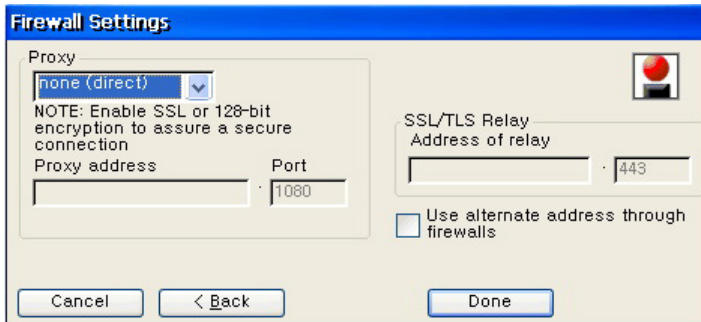 Firewall Settings
Proxy
none (direct)
NOTE: Enable SSL or 128-bit
encryption to assure a secure
connection
Proxy address Port
1080
SSL/TLS Relay
Address of relay
443
Use alternate address through
firewalls
Cancel
< Back
Done